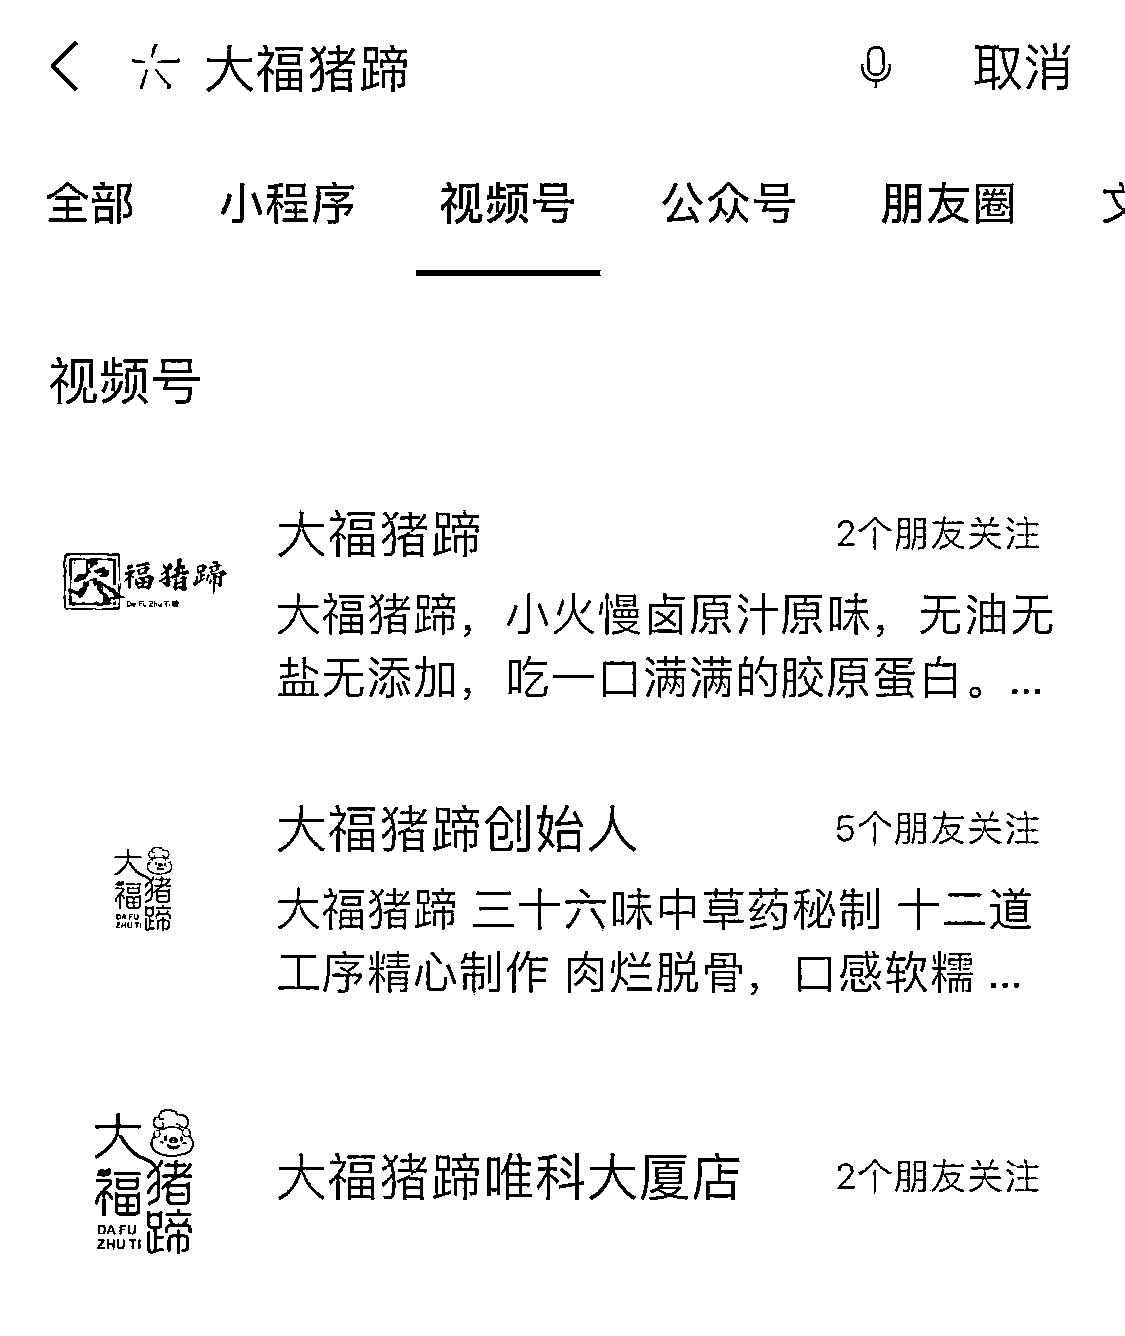 大福猪蹄 取消
全部 小程序 视频号 公众号 朋友圈
视频号
大福猪蹄 2个朋友关注
大福猪蹄
Da Fu Zhu Ti
大福猪蹄，小火慢卤原汁原味，无油无
盐无添加，吃一口满满的胶原蛋白。...
大福猪蹄创始人 5个朋友关注
大福猪蹄
DA FU
ZHU TI
大福猪蹄 三十六味中草药秘制 十二道
工序精心制作 肉烂脱骨，口感软糯 ...
大福猪蹄
DA FU
ZHU TI
大福猪蹄唯科大厦店 2个朋友关注